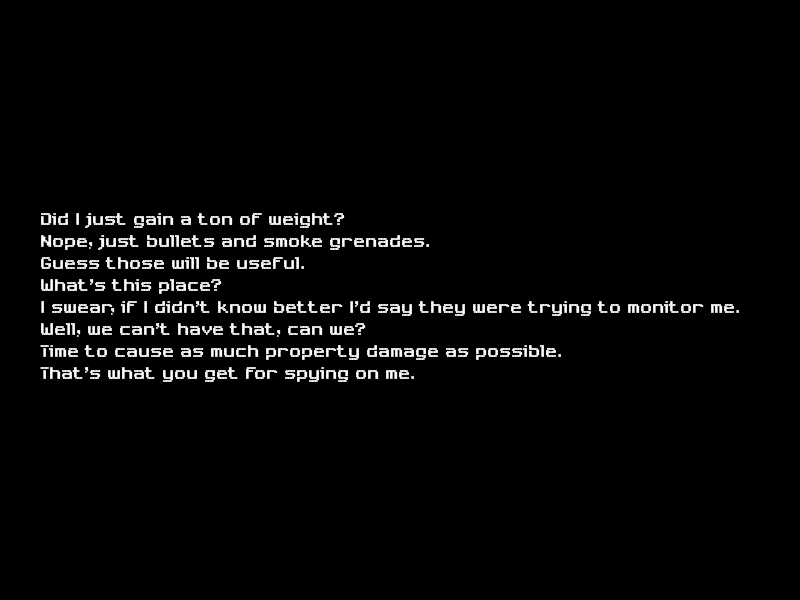 Did I just gain a ton of weight?
Nope, just bullets and smoke grenades.
Guess those will be useful.
What's this place?
I swear, if I didn't know better I'd say they were trying to monitor me.
Well, we can't have that, can we?
Time to cause as much property damage as possible.
That's what you get for spying on me.